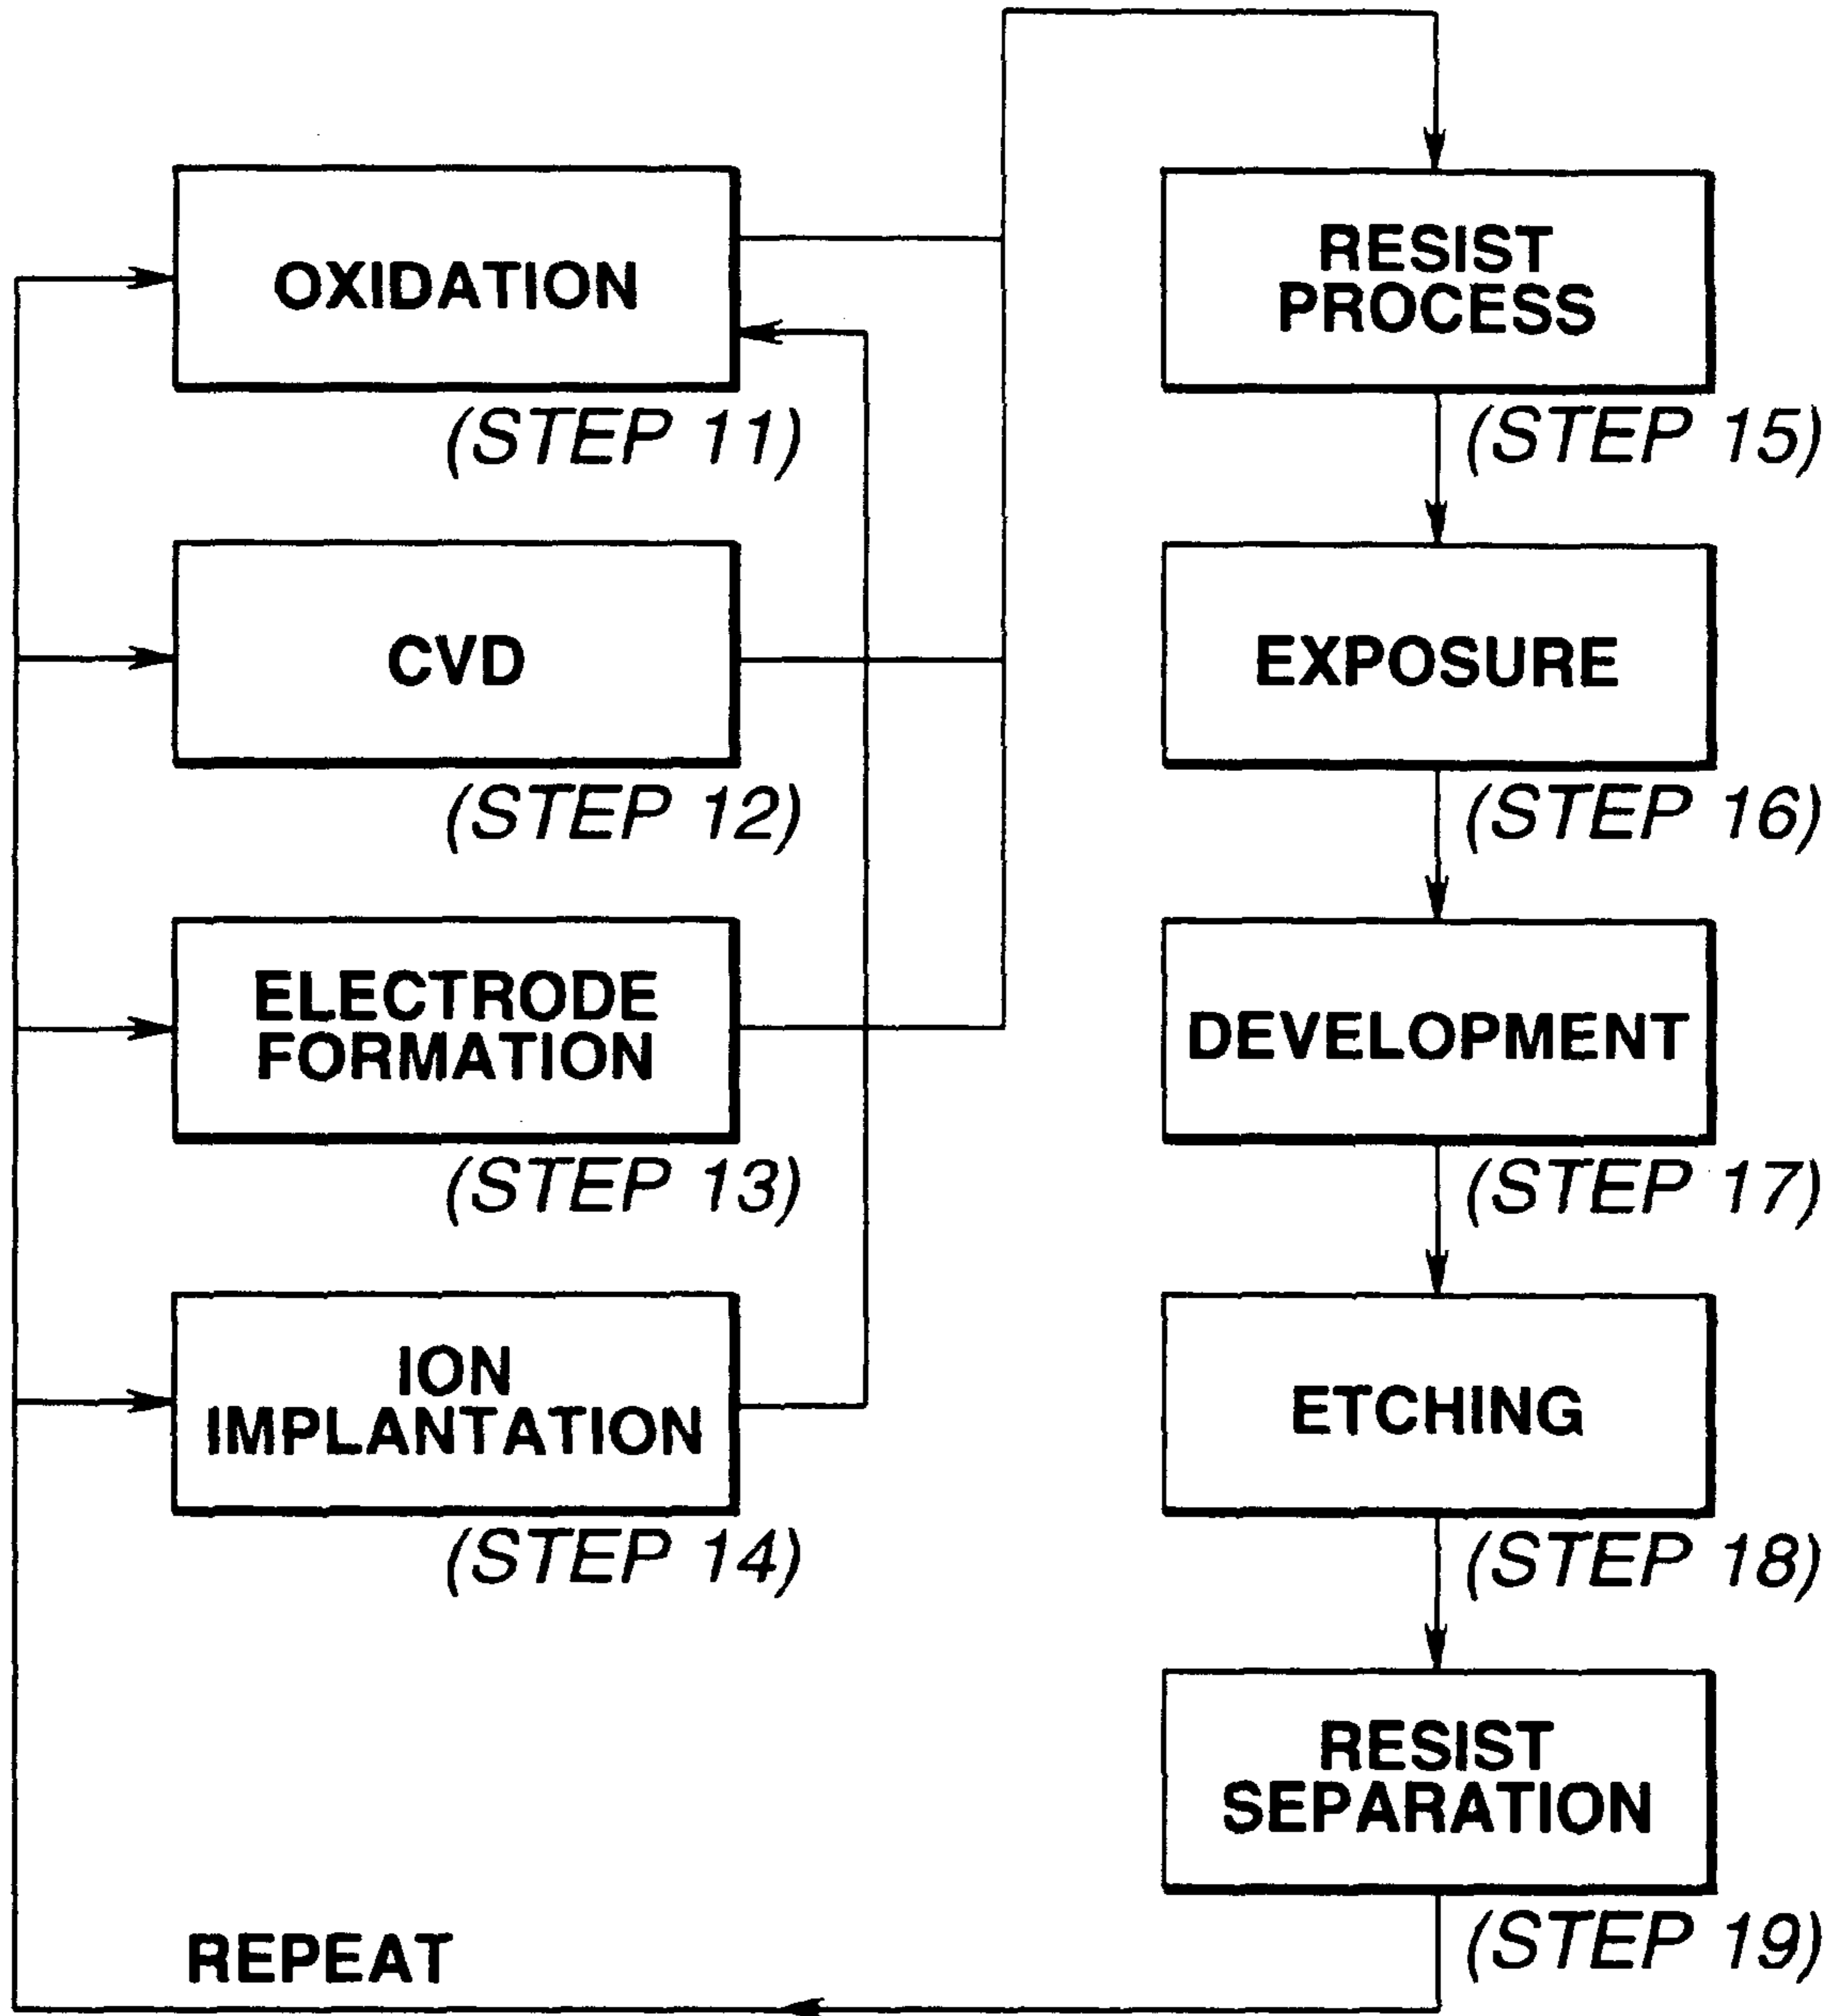 OXIDATION
(STEP 11)
CVD
(STEP 12)
ELECTRODE
FORMATION
(STEP 13)
ION
IMPLANTATION
(STEP 14)
RESIST
PROCESS
(STEP 15)
EXPOSURE
(STEP 16)
DEVELOPMENT
(STEP 17)
ETCHING
(STEP 18)
RESIST
SEPARATION
(STEP 19)
REPEAT